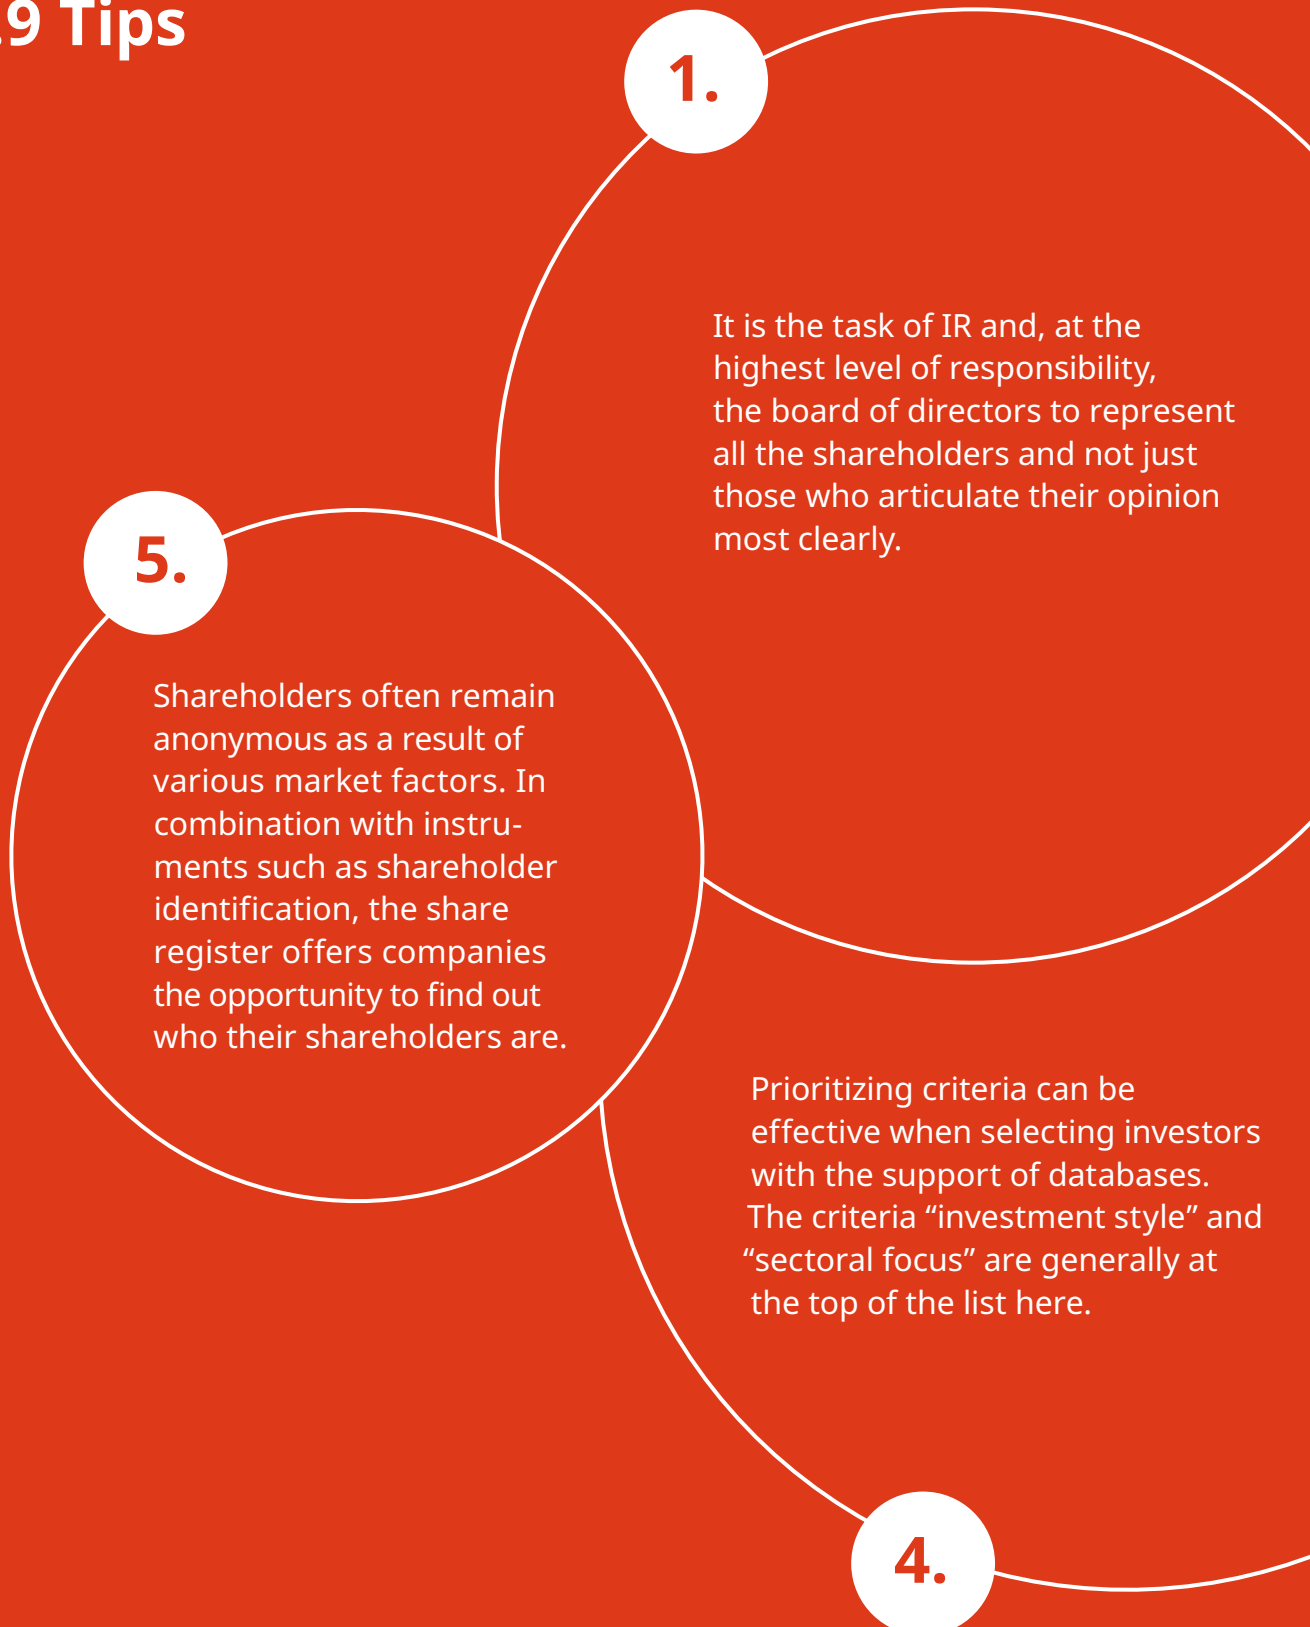 .9 Tips
1.
It is the task of IR and, at the
highest level of responsibility,
the board of directors to represent
all the shareholders and not just
those who articulate their opinion
most clearly.
5.
Shareholders often remain
anonymous as a result of
various market factors. In
combination with instru-
ments such as shareholder
identification, the share
register offers companies
the opportunity to find out
who their shareholders are.
Prioritizing criteria can be
effective when selecting investors
with the support of databases.
The criteria “investment style” and
“sectoral focus” are generally at
the top of the list here.
4.